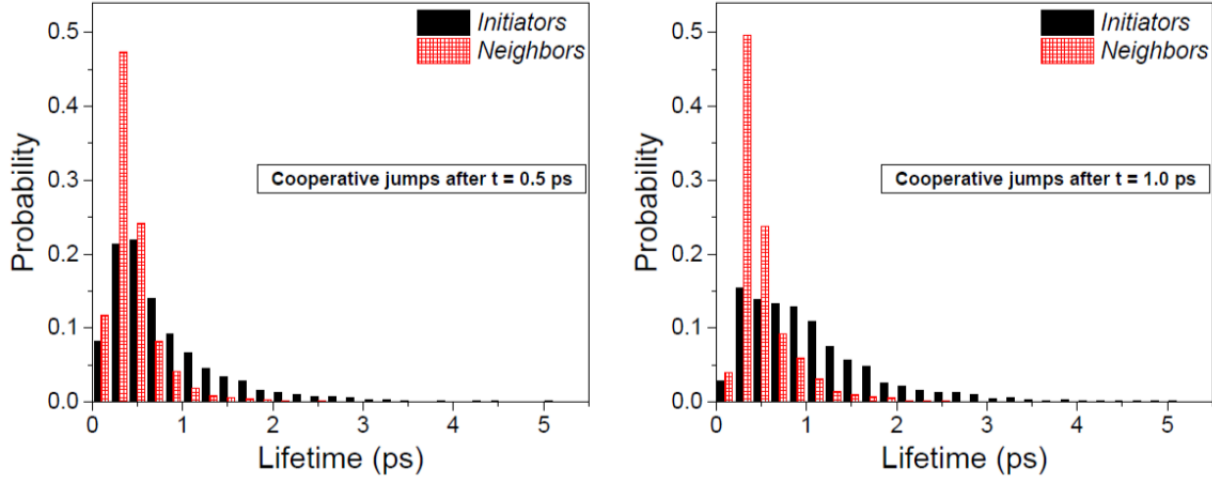 Initiators
Neighbors
Cooperative jumps after t = 0.5 ps
Probability
0.5
0.4
0.3
0.2
0.1
0.0
0 1 2 3 4 5
Lifetime (ps)
Initiators
Neighbors
Cooperative jumps after t = 1.0 ps
Probability
0.5
0.4
0.3
0.2
0.1
0.0
0 1 2 3 4 5
Lifetime (ps)